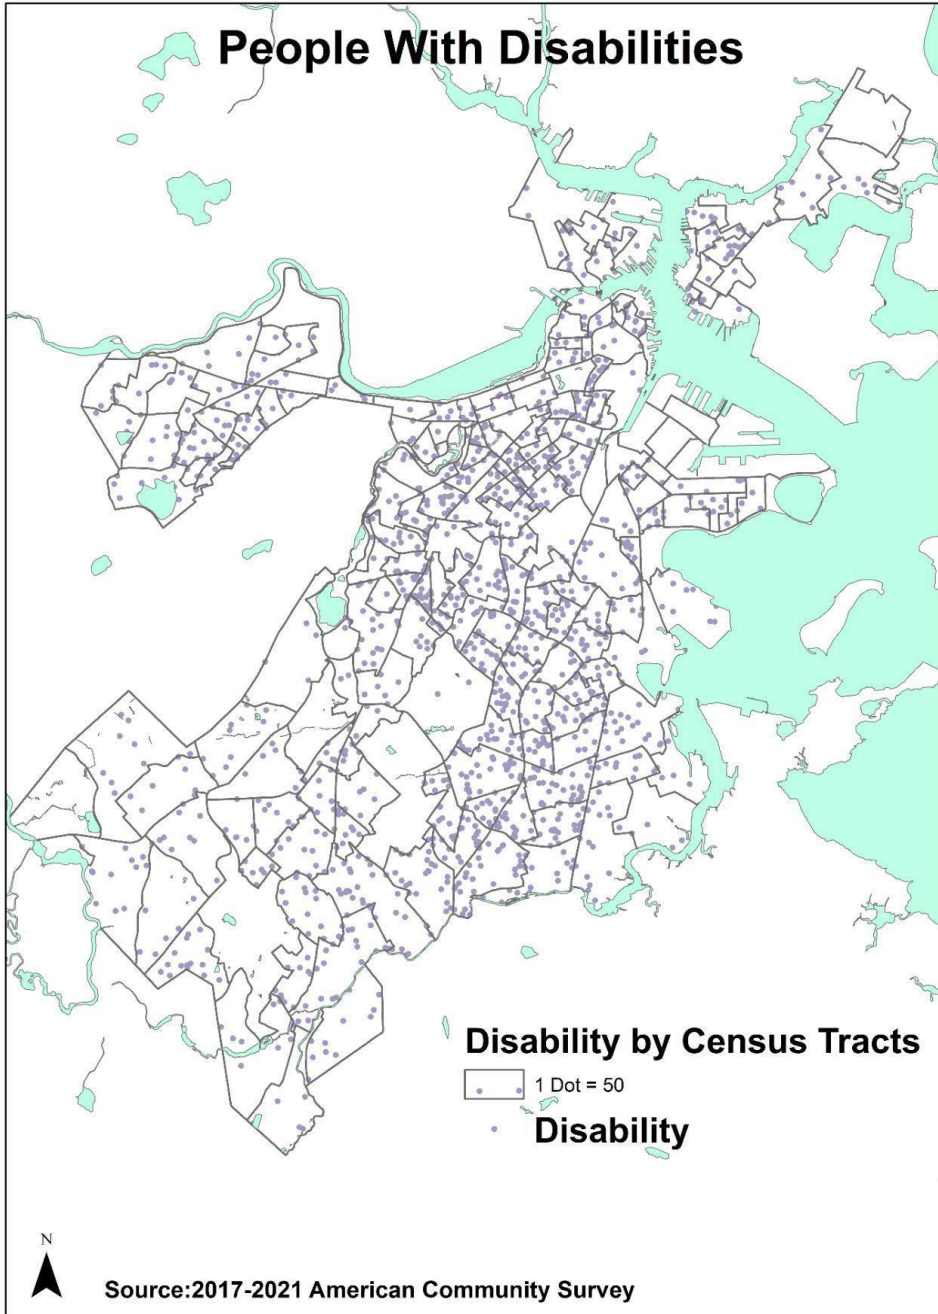 People With Disabilities
Disability by Census Tracts
1 Dot = 50
Disability
N
Source:2017-2021 American Community Survey